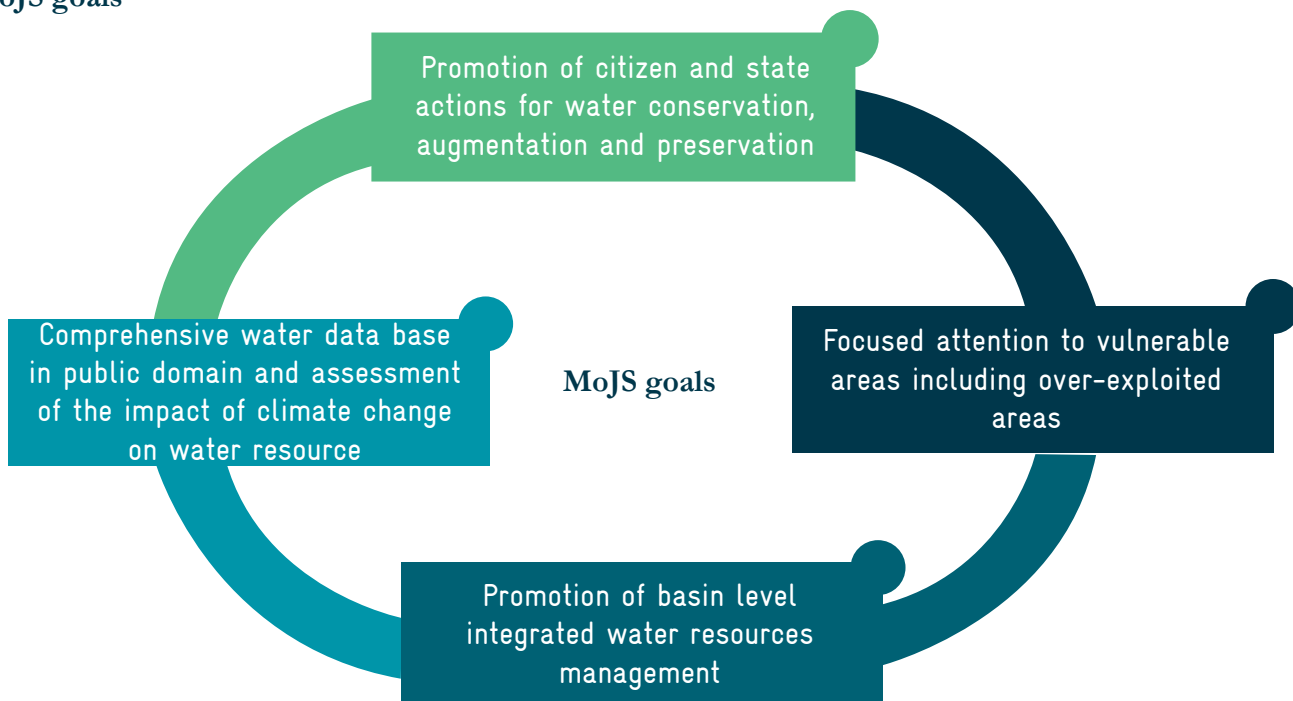 MoJS goals
Promotion of citizen and state
actions for water conservation,
augmentation and preservation
Comprehensive water data base
in public domain and assessment
of the impact of climate change
on water resource
MoJS goals
Focused attention to vulnerable
areas including over-exploited
areas
Promotion of basin level
integrated water resources
management